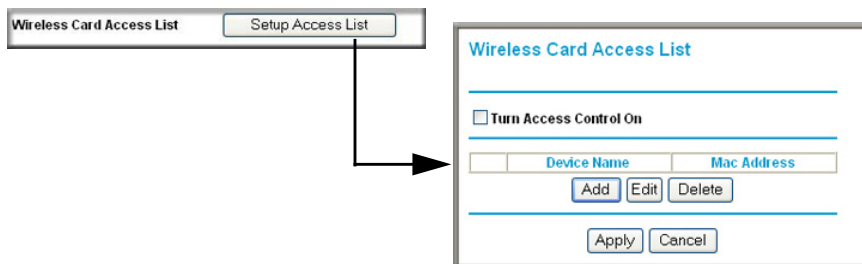 Wireless Card Access List Setup Access List
Wireless Card Access List
Turn Access Control On
Device Name Mac Address
Add Edit Delete
Apply Cancel